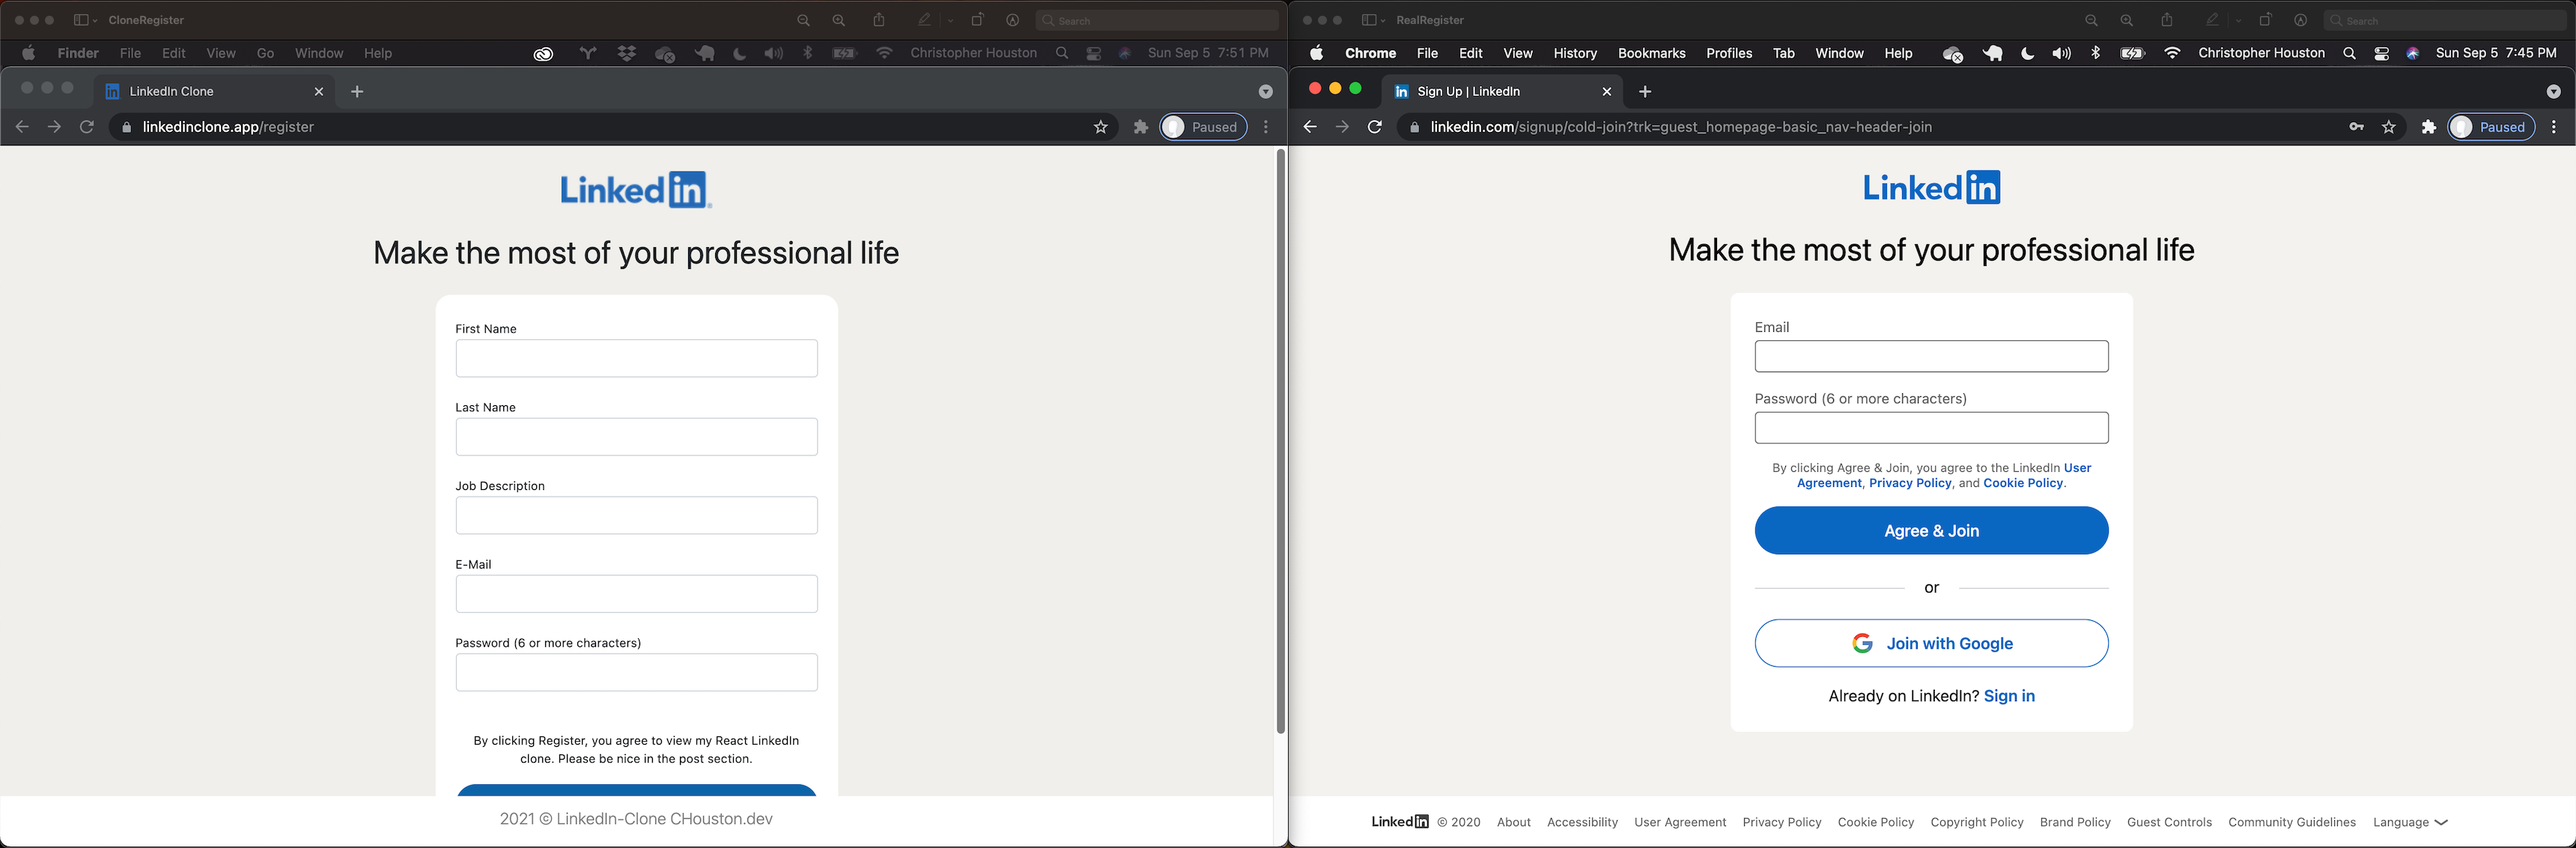 CloneRegister
Search
Finder File Edit View Go Window Help Christopher Houston Sun Sep 5 7:51 PM
LinkedIn Clone
linkedinclone.app/register
Paused
Linked in
Make the most of your professional life
First Name
Last Name
Job Description
E-Mail
Password (6 or more characters)
By clicking Register, you agree to view my React LinkedIn
clone. Please be nice in the post section.
2021 © LinkedIn-Clone CHouston.dev
RealRegister
Search
Chrome File Edit View History Bookmarks Profiles Tab Window Help Christopher Houston Sun Sep 5 7:45 PM
in Sign Up | LinkedIn
linkedin.com/signup/cold-join?trk=guest_homepage-basic_nav-header-join
Paused
Linked in
Make the most of your professional life
Email
Password (6 or more characters)
By clicking Agree & Join, you agree to the LinkedIn User
Agreement, Privacy Policy, and Cookie Policy.
Agree & Join
or
G Join with Google
Already on LinkedIn? Sign in
Linked in © 2020 About Accessibility User Agreement Privacy Policy Cookie Policy Copyright Policy Brand Policy Guest Controls Community Guidelines Language